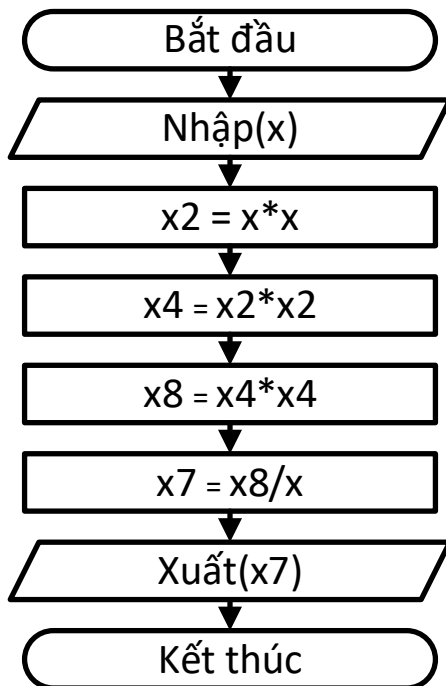 Bắt đầu
Nhập(x)
x2 = x*x
x4 = x2*x2
x8 = x4*x4
x7 = x8/x
Xuất(x7)
Kết thúc